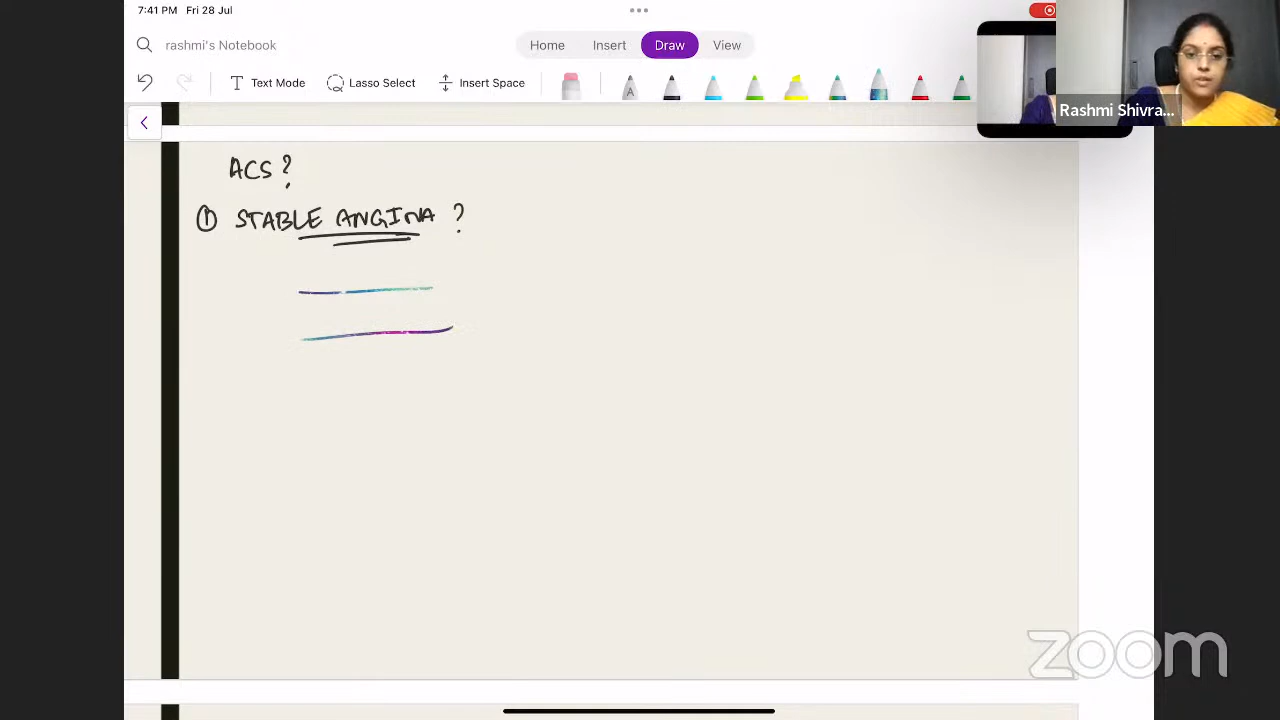 7:41 PM Fri 28 Jul
rashmi's Notebook
Home Insert Draw View
Text Mode Lasso Select Insert Space
A
Rashmi Shivra...
ACS?
① STABLE ANGINA ?
zoom